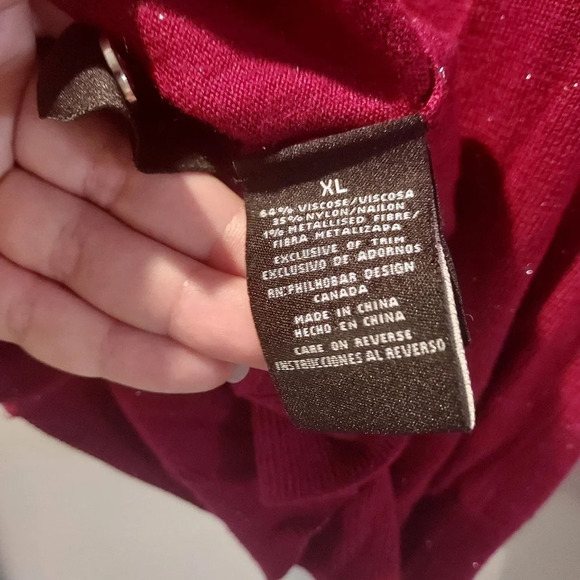 XL
64% VISCOSE/VISCOSA
35% NYLON/NAILON
1% METALLISED FIBRE/
FIBRA METALIZADA
EXCLUSIVE OF TRIM
EXCLUSIVO DE ADORNOS
RN:PHILHOBAR DESIGN
CANADA
MADE IN CHINA
HECHO EN CHINA
CARE ON REVERSE
INSTRUCCIONES AL REVERSO